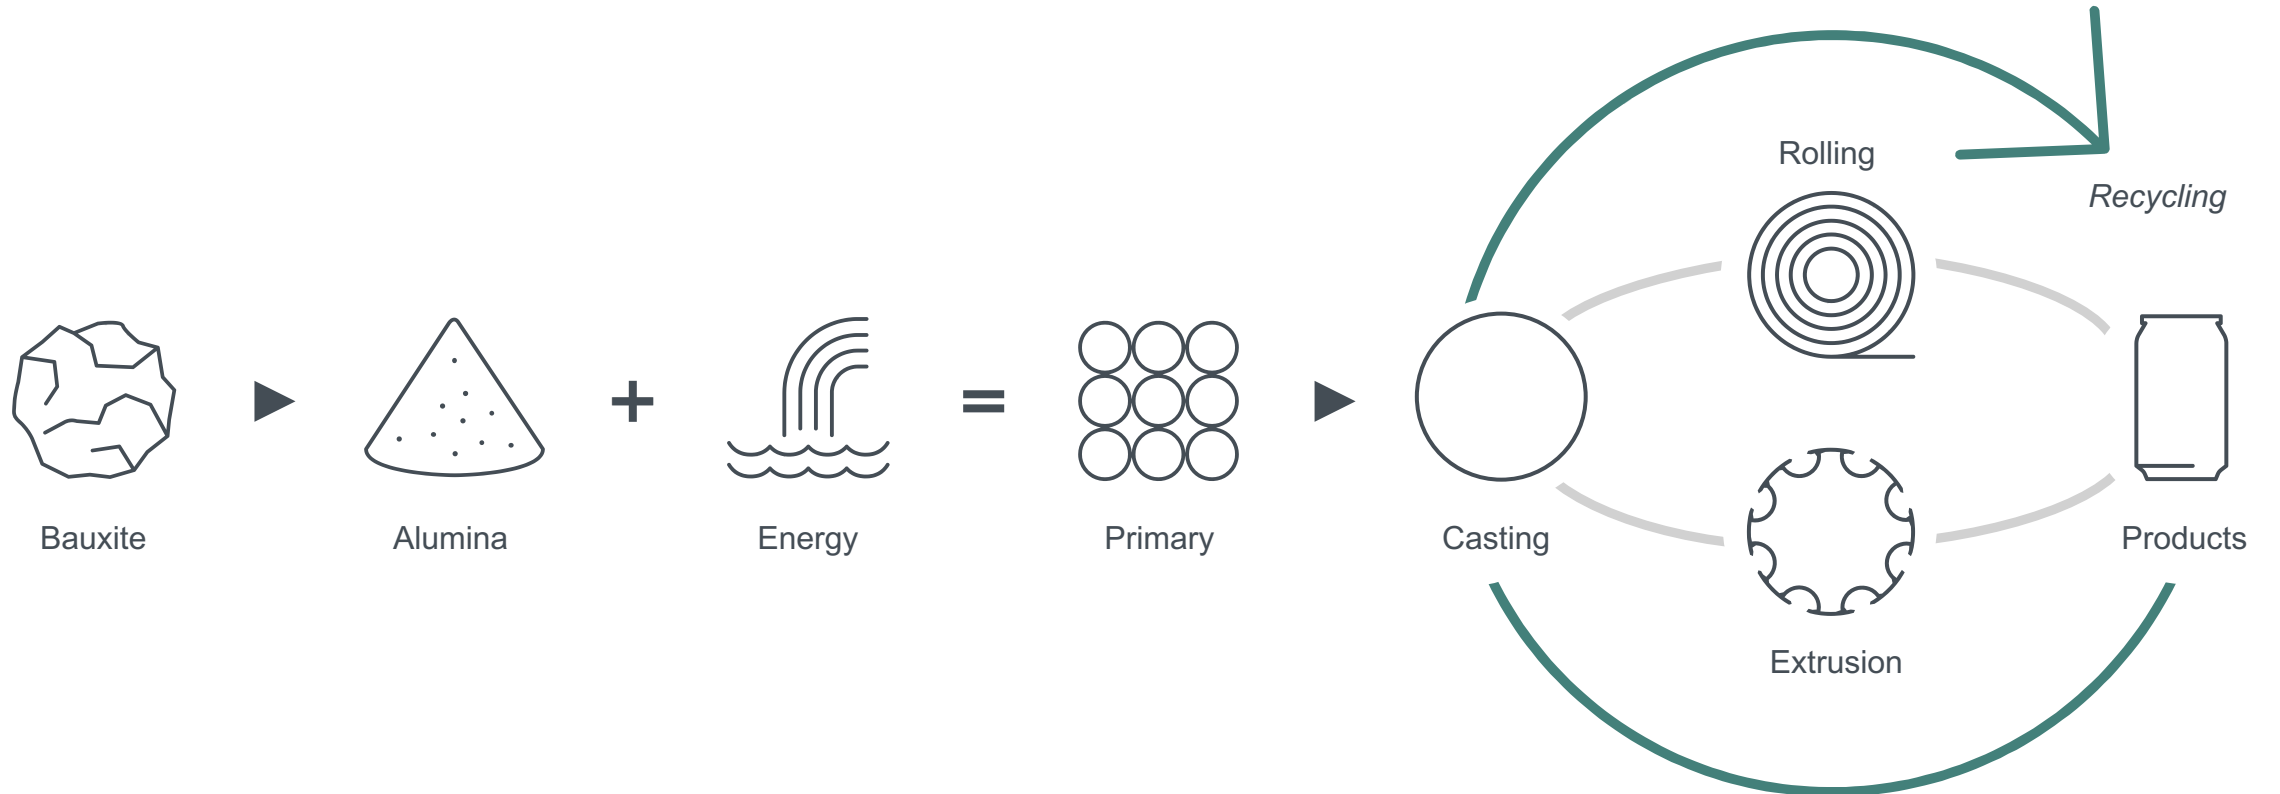 Rolling
Recycling
Bauxite
Alumina
Energy
Primary
Casting
Products
Extrusion